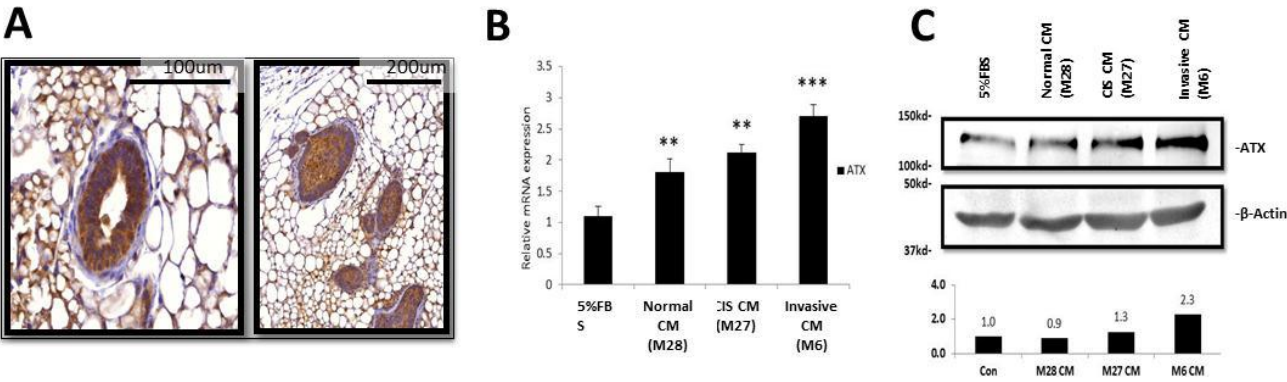 A
100um
200um
B
Relative mRNA expression
3.5
3
2.5
2
1.5
1
0.5
0
**
**
***
ATX
5%FB
S
Normal
CM
(M28)
CIS CM
(M27)
Invasive
CM
(M6)
C
5%FBS
Normal CM
(M28)
CIS CM
(M27)
Invasive CM
(M6)
150kd-
100kd-
-ATX
50kd-
37kd-
-β-Actin
4.0
2.0
0.0
1.0
0.9
1.3
2.3
Con
M28 CM
M27 CM
M6 CM